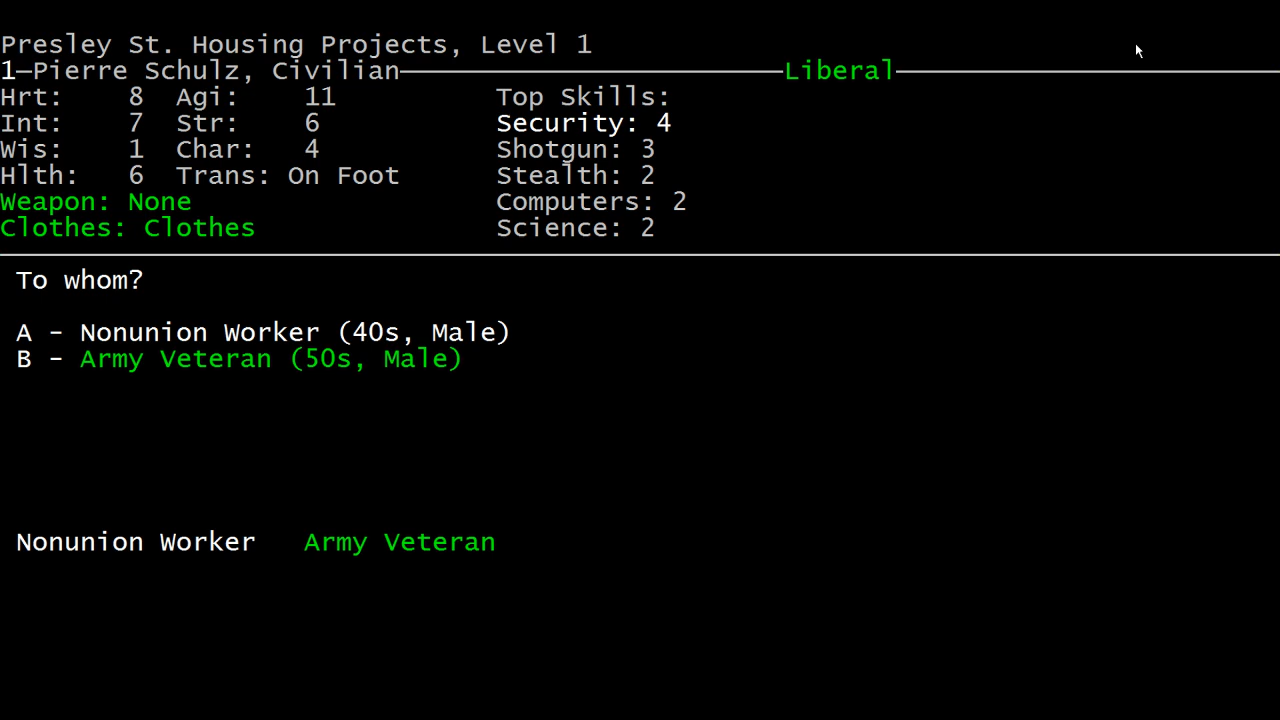 Presley St. Housing Projects, Level 1
1—Pierre Schulz, Civilian Liberal
Hrt: 8 Agi: 11 Top Skills:
Int: 7 Str: 6 Security: 4
Wis: 1 Char: 4 Shotgun: 3
Hlth: 6 Trans: On Foot Stealth: 2
Weapon: None Computers: 2
Clothes: Clothes Science: 2
To whom?
A - Nonunion Worker (40s, Male)
B - Army Veteran (50s, Male)
Nonunion Worker Army Veteran